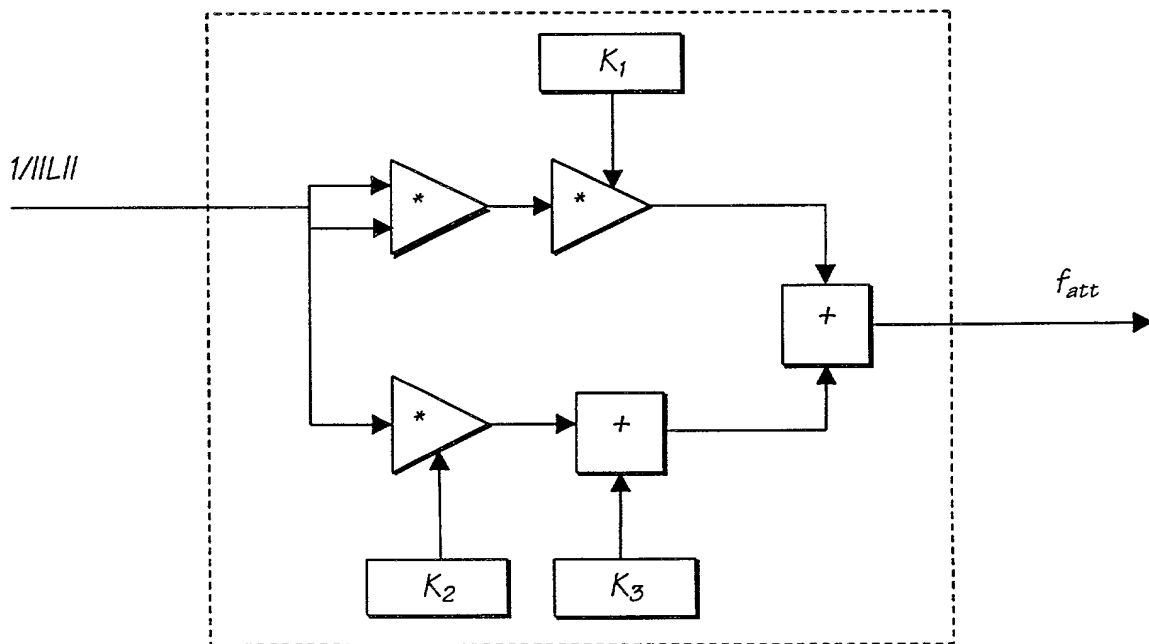 K₁
1/||L||
*
*
f_att
+
*
+
K₂
K₃